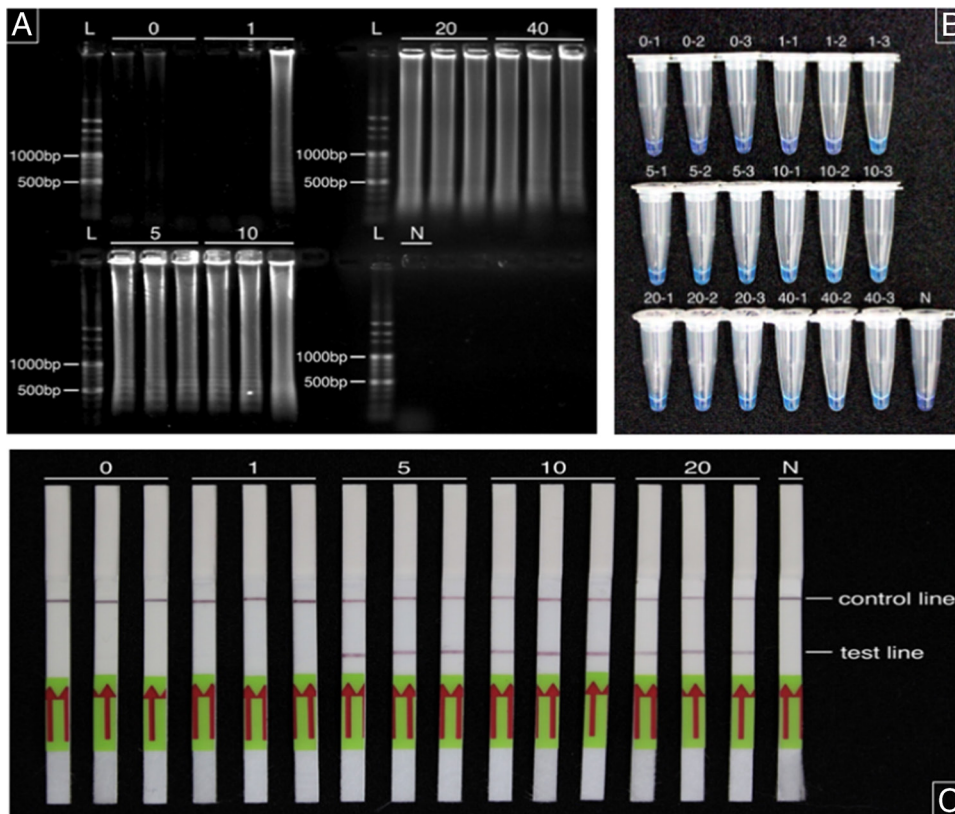 A
L 0 1
1000bp
500bp
L 20 40
1000bp
500bp
L 5 10
1000bp
500bp
L N
1000bp
500bp
B
0-1 0-2 0-3 1-1 1-2 1-3
5-1 5-2 5-3 10-1 10-2 10-3
20-1 20-2 20-3 40-1 40-2 40-3 N
C
0 1 5 10 20 N
control line
test line